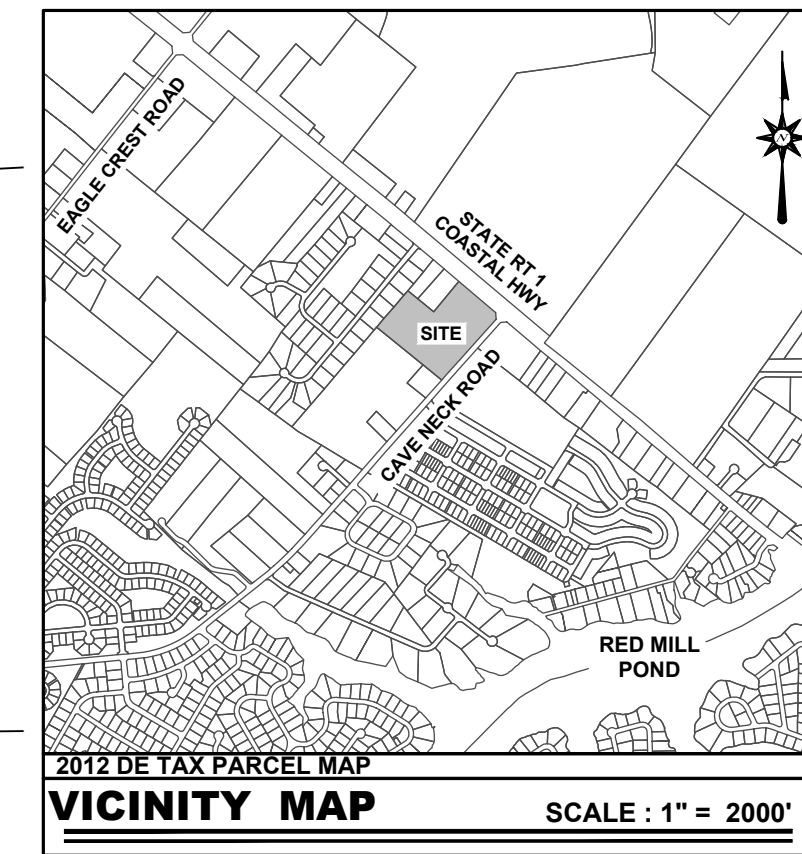 EAGLE CREST ROAD
STATE RT 1
COASTAL HWY
N
SITE
CAVE NECK ROAD
RED MILL
POND
2012 DE TAX PARCEL MAP
VICINITY MAP
SCALE : 1" = 2000'